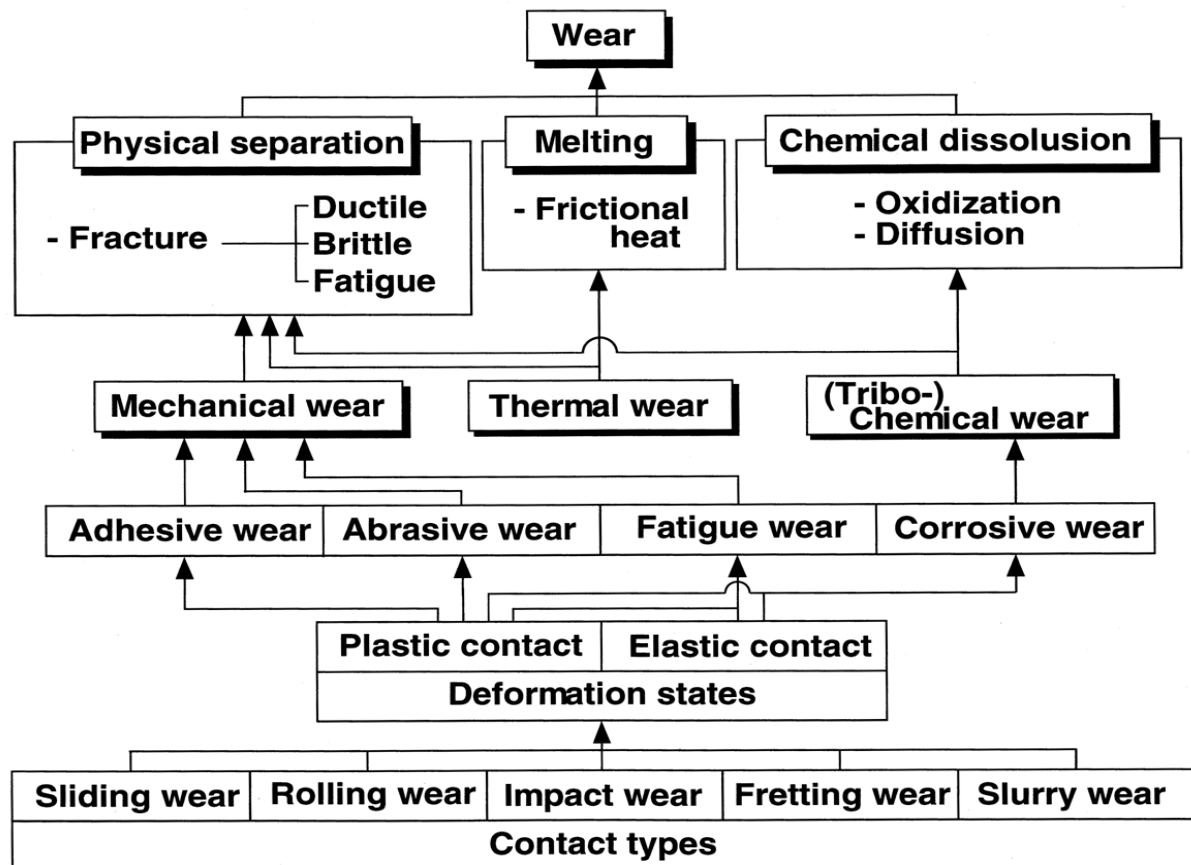 Wear
Physical separation
Melting
Chemical dissolusion
- Fracture
Ductile
Brittle
Fatigue
- Frictional
heat
- Oxidization
- Diffusion
Mechanical wear
Thermal wear
(Tribo-)
Chemical wear
Adhesive wear
Abrasive wear
Fatigue wear
Corrosive wear
Plastic contact
Elastic contact
Deformation states
Sliding wear
Rolling wear
Impact wear
Fretting wear
Slurry wear
Contact types